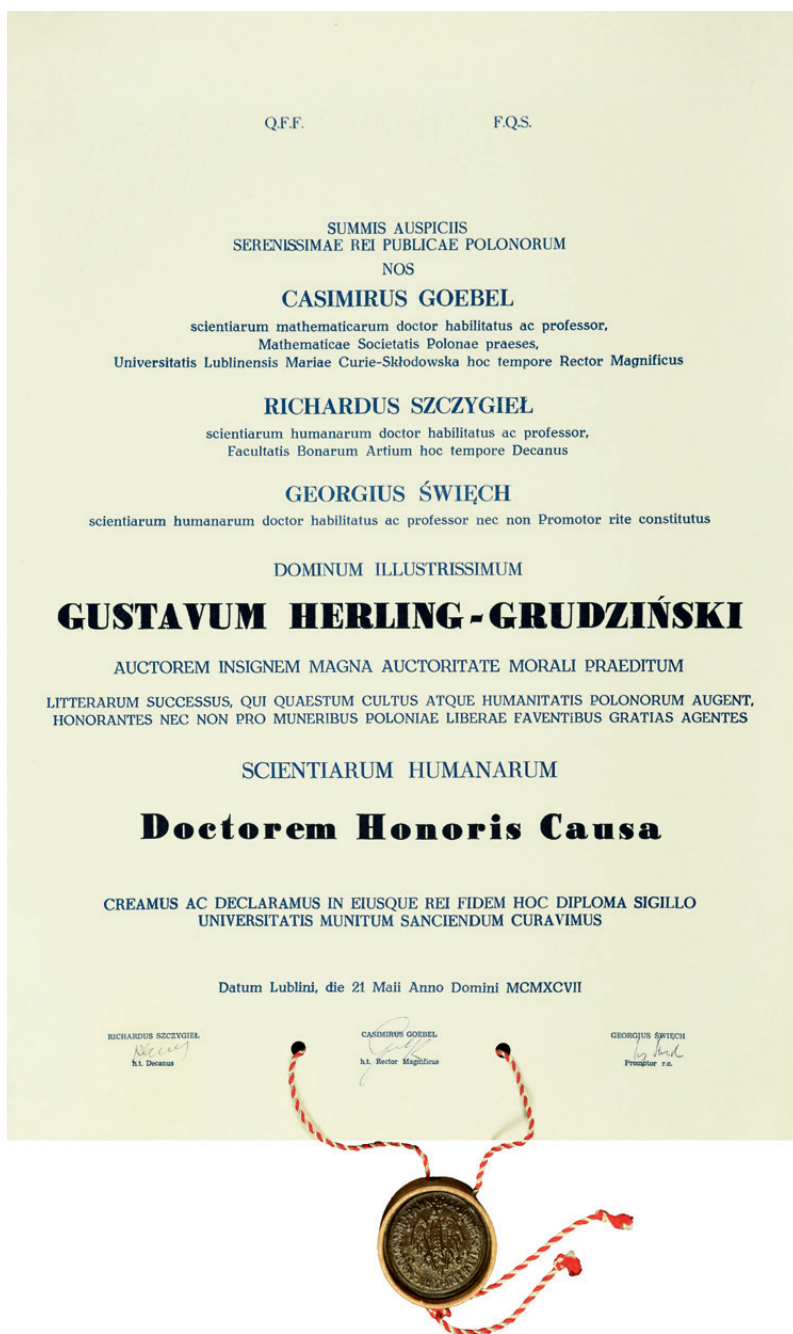 Q.F.F. F.Q.S.
SUMMIS AUSPICIIS
SERENISSIMAE REI PUBLICAE POLONORUM
NOS
CASIMIRUS GOEBEL
scientiarum mathematicarum doctor habilitatus ac professor,
Mathematicae Societatis Polonae praeses,
Universitatis Lublinensis Mariae Curie-Skłodowska hoc tempore Rector Magnificus
RICHARDUS SZCZYGIEŁ
scientiarum humanarum doctor habilitatus ac professor,
Facultatis Bonarum Artium hoc tempore Decanus
GEORGIUS ŚWIĘCH
scientiarum humanarum doctor habilitatus ac professor nec non Promotor rite constitutus
DOMINUM ILLUSTRISSIMUM
GUSTAVUM HERLING-GRUDZIŃSKI
AUCTOREM INSIGNEM MAGNA AUCTORITATE MORALI PRAEDITUM
LITTERARUM SUCCESSUS, QUI QUAESTUM CULTUS ATQUE HUMANITATIS POLONORUM AUGENT,
HONORANTES NEC NON PRO MUNERIBUS POLONIAE LIBERAE FAVENTIBUS GRATIAS AGENTES
SCIENTIARUM HUMANARUM
Doctorem Honoris Causa
CREAMUS AC DECLARAMUS IN EIUSQUE REI FIDEM HOC DIPLOMA SIGILLO
UNIVERSITATIS MUNITUM SANCIENDUM CURAVIMUS
Datum Lublini, die 21 Maii Anno Domini MCMXCVII
RICHARDUS SZCZYGIEŁ CASIMIRUS GOEBEL GEORGIUS ŚWIĘCH
h.t. Decanus h.t. Rector Magnificus Promotor r.c.